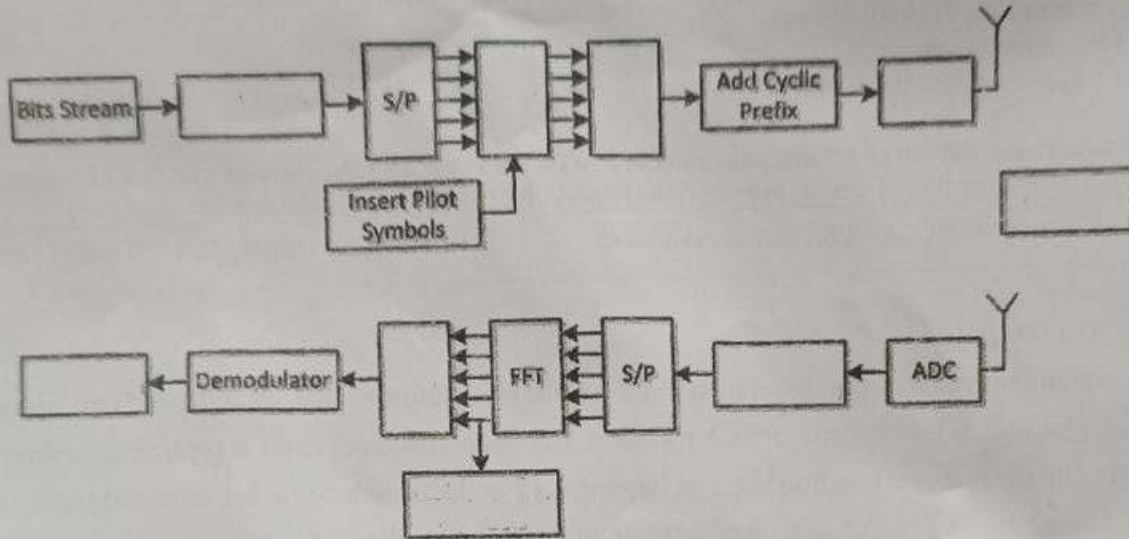 Bits Stream
S/P
Add Cyclic
Prefix
Insert Pilot
Symbols
Demodulator
FFT
S/P
ADC